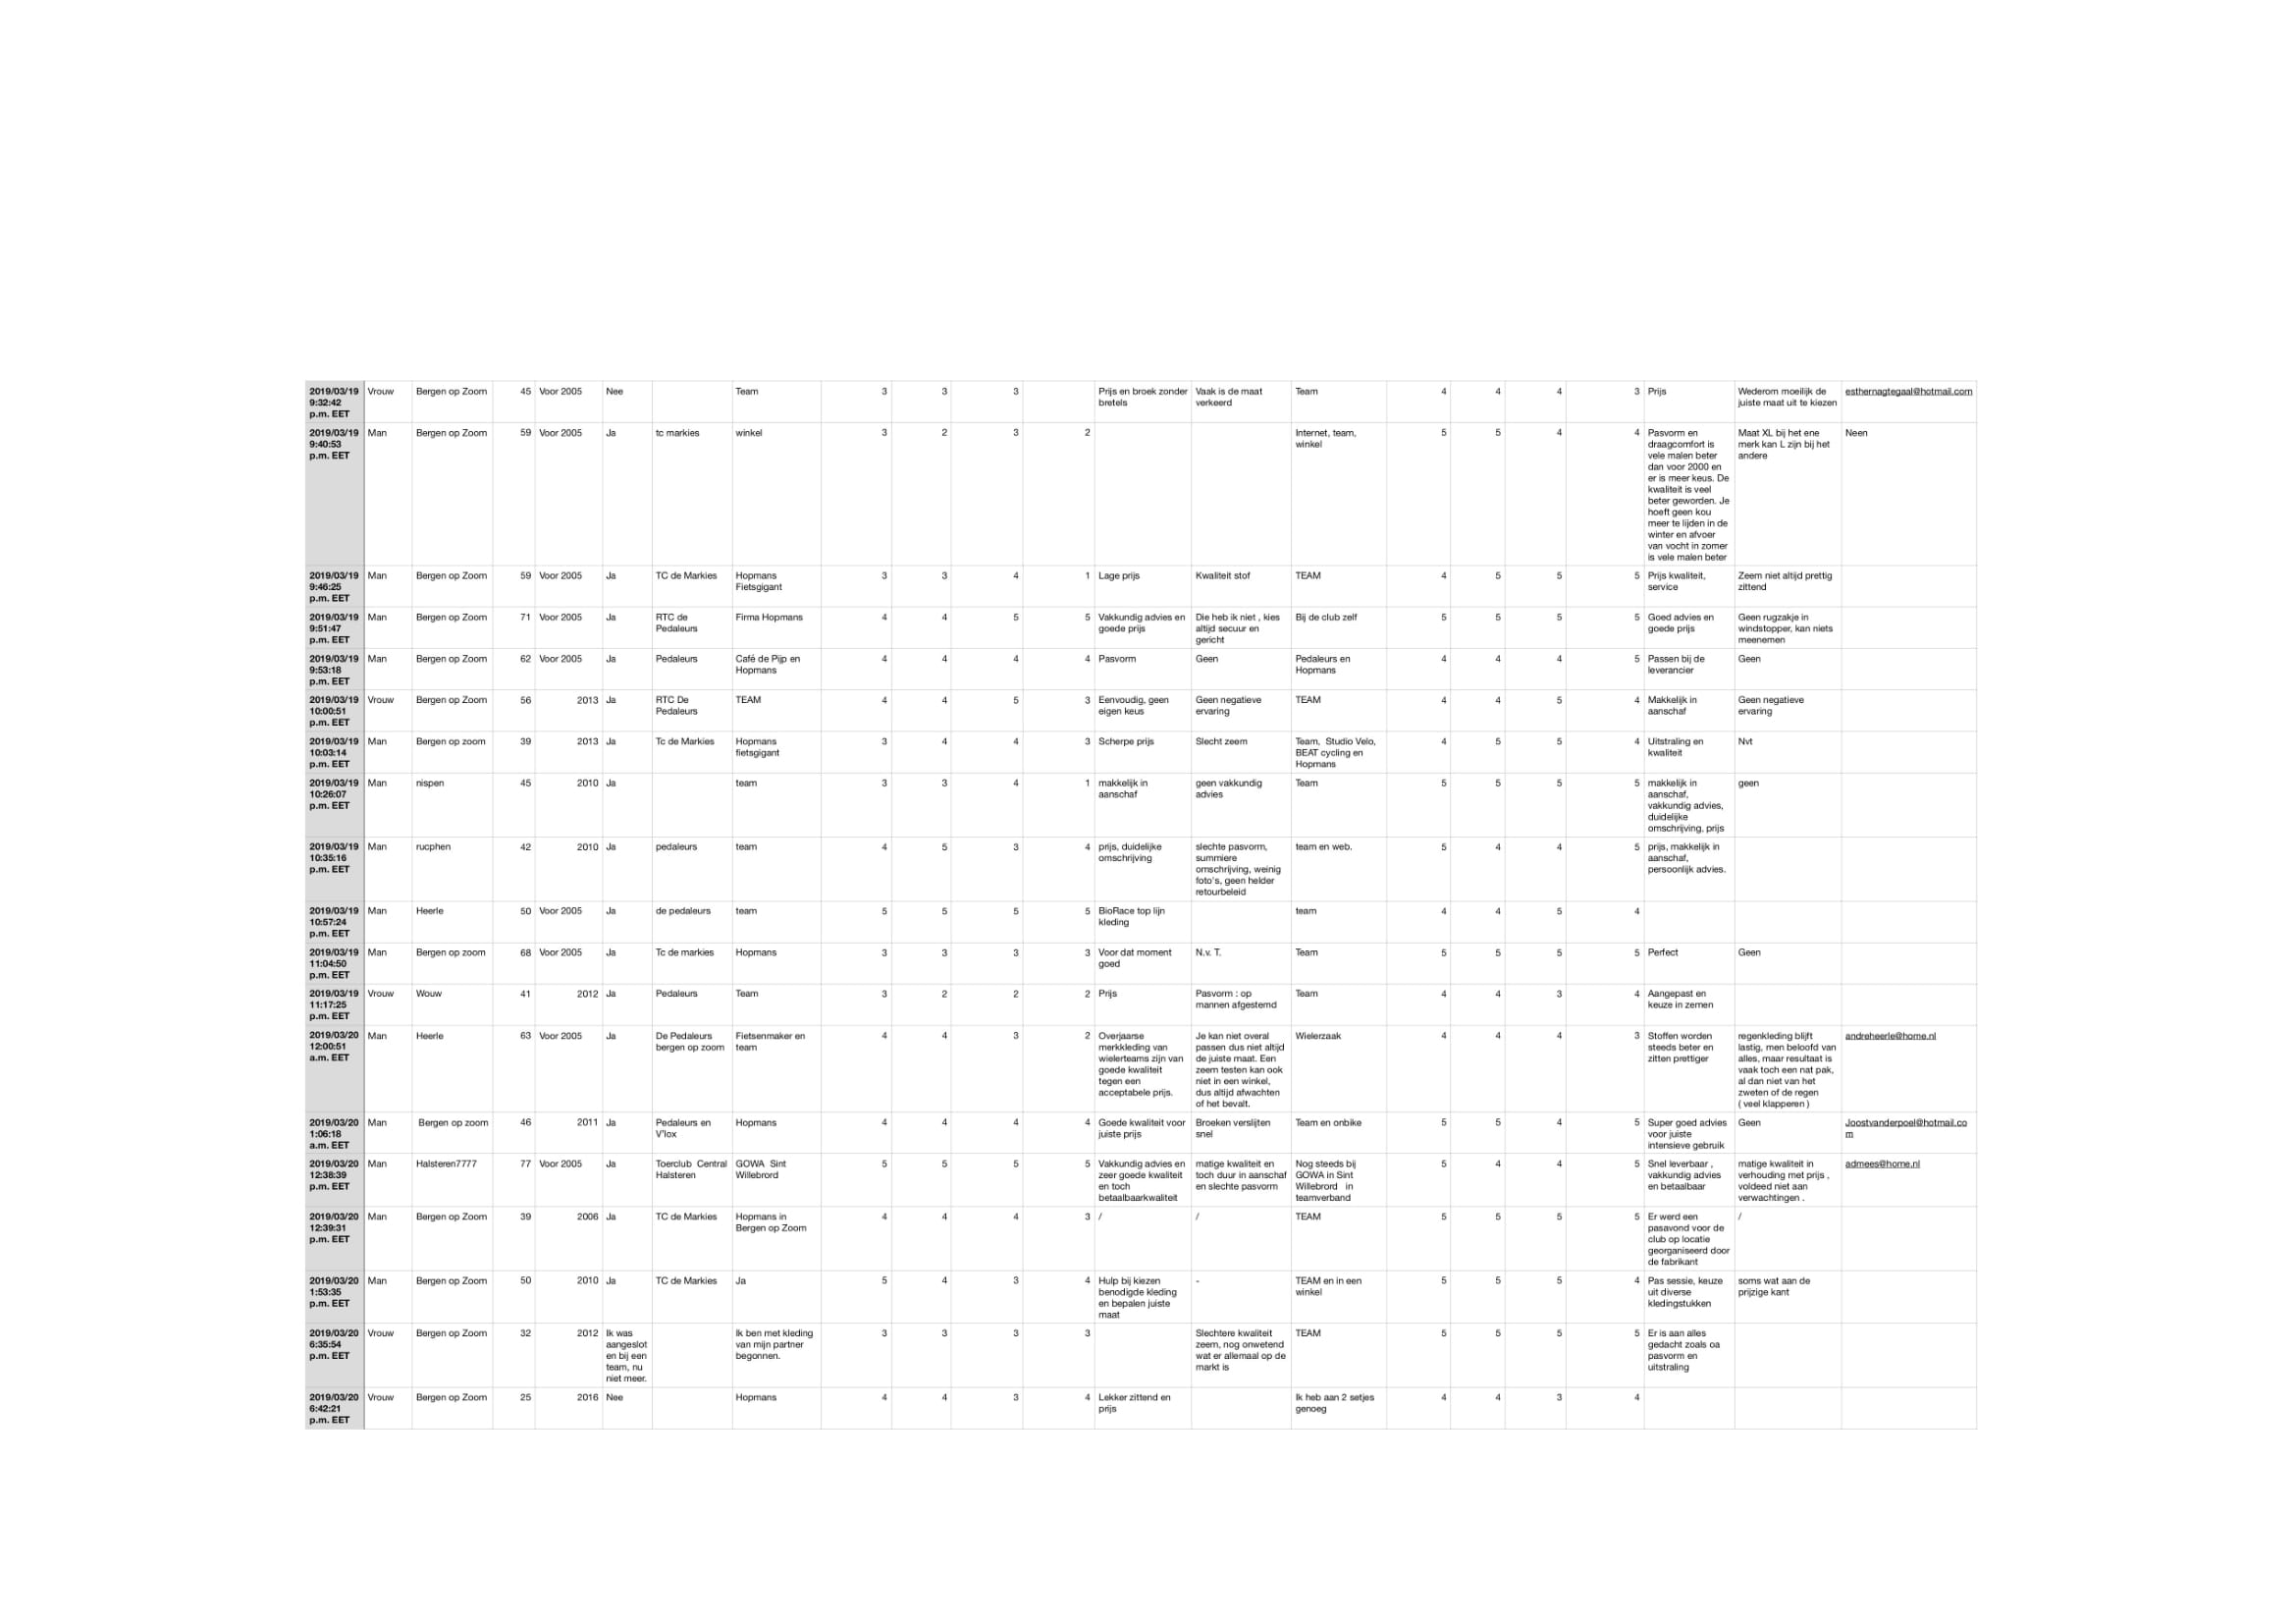 2019/03/19 9:32:42 p.m. EET Vrouw Bergen op Zoom 45 Voor 2005 Nee Team 3 3 3 Prijs en broek zonder bretels Vaak is de maat verkeerd Team 4 4 4 3 Prijs Wederom moeilijk de juiste maat uit te kiezen esthernagtegaal@hotmail.com
2019/03/19 9:40:53 p.m. EET Man Bergen op Zoom 59 Voor 2005 Ja tc markies winkel 3 2 3 2 Internet, team, winkel 5 5 4 4 Pasvorm en draagcomfort is vele malen beter dan voor 2000 en er is meer keus. De kwaliteit is veel beter geworden. Je hoeft geen kou meer te lijden in de winter en afvoer van vocht in zomer is vele malen beter Maat XL bij het ene merk kan L zijn bij het andere Neen
2019/03/19 9:46:25 p.m. EET Man Bergen op Zoom 59 Voor 2005 Ja TC de Markies Hopmans Fietsgigant 3 3 4 1 Lage prijs Kwaliteit stof TEAM 4 5 5 5 Prijs kwaliteit, service Zeem niet altijd prettig zittend
2019/03/19 9:51:47 p.m. EET Man Bergen op Zoom 71 Voor 2005 Ja RTC de Pedaleurs Firma Hopmans 4 4 5 5 Vakkundig advies en goede prijs Die heb ik niet , kies altijd secuur en gericht Bij de club zelf 5 5 5 5 Goed advies en goede prijs Geen rugzakje in windstopper, kan niets meenemen
2019/03/19 9:53:18 p.m. EET Man Bergen op Zoom 62 Voor 2005 Ja Pedaleurs Café de Pijp en Hopmans 4 4 4 4 Pasvorm Geen Pedaleurs en Hopmans 4 4 4 5 Passen bij de leverancier Geen
2019/03/19 10:00:51 p.m. EET Vrouw Bergen op Zoom 56 2013 Ja RTC De Pedaleurs TEAM 4 4 5 3 Eenvoudig, geen eigen keus Geen negatieve ervaring TEAM 4 4 5 4 Makkelijk in aanschaf Geen negatieve ervaring
2019/03/19 10:03:14 p.m. EET Man Bergen op zoom 39 2013 Ja Tc de Markies Hopmans fietsgigant 3 4 4 3 Scherpe prijs Slecht zeem Team, Studio Velo, BEAT cycling en Hopmans 4 5 5 4 Uitstraling en kwaliteit Nvt
2019/03/19 10:26:07 p.m. EET Man nispen 45 2010 Ja team 3 3 4 1 makkelijk in aanschaf geen vakkundig advies Team 5 5 5 5 makkelijk in aanschaf, vakkundig advies, duidelijke omschrijving, prijs geen
2019/03/19 10:35:16 p.m. EET Man rucphen 42 2010 Ja pedaleurs team 4 5 3 4 prijs, duidelijke omschrijving slechte pasvorm, summiere omschrijving, weinig foto's, geen helder retourbeleid team en web. 5 4 4 5 prijs, makkelijk in aanschaf, persoonlijk advies.
2019/03/19 10:57:24 p.m. EET Man Heerle 50 Voor 2005 Ja de pedaleurs team 5 5 5 5 BioRace top lijn kleding team 4 4 5 4
2019/03/19 11:04:50 p.m. EET Man Bergen op zoom 68 Voor 2005 Ja Tc de markies Hopmans 3 3 3 3 Voor dat moment goed N.v. T. Team 5 5 5 5 Perfect Geen
2019/03/19 11:17:25 p.m. EET Vrouw Wouw 41 2012 Ja Pedaleurs Team 3 2 2 2 Prijs Pasvorm : op mannen afgestemd Team 4 4 3 4 Aangepast en keuze in zemen
2019/03/20 12:00:51 a.m. EET Man Heerle 63 Voor 2005 Ja De Pedaleurs bergen op zoom Fietsenmaker en team 4 4 3 2 Overjaarse merkkleding van wielerteams zijn van goede kwaliteit tegen een acceptabele prijs. Je kan niet overal passen dus niet altijd de juiste maat. Een zeem testen kan ook niet in een winkel, dus altijd afwachten of het bevalt. Wielerzaak 4 4 4 3 Stoffen worden steeds beter en zitten prettiger regenkleding blijft lastig, men beloofd van alles, maar resultaat is vaak toch een nat pak, al dan niet van het zweten of de regen ( veel klapperen ) andreheerle@home.nl
2019/03/20 1:06:18 a.m. EET Man Bergen op zoom 46 2011 Ja Pedaleurs en V'lox Hopmans 4 4 4 4 Goede kwaliteit voor juiste prijs Broeken verslijten snel Team en onbike 5 5 4 5 Super goed advies voor juiste intensieve gebruik Geen Joostvanderpoel@hotmail.com
2019/03/20 12:38:39 p.m. EET Man Halsteren7777 77 Voor 2005 Ja Toerclub Central Halsteren GOWA Sint Willebrord 5 5 5 5 Vakkundig advies en zeer goede kwaliteit en toch betaalbaarkwaliteit matige kwaliteit en toch duur in aanschaf en slechte pasvorm Nog steeds bij GOWA in Sint Willebrord in teamverband 5 4 4 5 Snel leverbaar , vakkundig advies en betaalbaar matige kwaliteit in verhouding met prijs , voldeed niet aan verwachtingen . admees@home.nl
2019/03/20 12:39:31 p.m. EET Man Bergen op Zoom 39 2006 Ja TC de Markies Hopmans in Bergen op Zoom 4 4 4 3 / / TEAM 5 5 5 5 Er werd een pasavond voor de club op locatie georganiseerd door de fabrikant /
2019/03/20 1:53:35 p.m. EET Man Bergen op Zoom 50 2010 Ja TC de Markies Ja 5 4 3 4 Hulp bij kiezen benodigde kleding en bepalen juiste maat - TEAM en in een winkel 5 5 5 4 Pas sessie, keuze uit diverse kledingstukken soms wat aan de prijzige kant
2019/03/20 6:35:54 p.m. EET Vrouw Bergen op Zoom 32 2012 Ik was aangesloten bij een team, nu niet meer. Ik ben met kleding van mijn partner begonnen. 3 3 3 3 Slechtere kwaliteit zeem, nog onwetend wat er allemaal op de markt is TEAM 5 5 5 5 Er is aan alles gedacht zoals oa pasvorm en uitstraling
2019/03/20 6:42:21 p.m. EET Vrouw Bergen op Zoom 25 2016 Nee Hopmans 4 4 3 4 Lekker zittend en prijs Ik heb aan 2 setjes genoeg 4 4 3 4